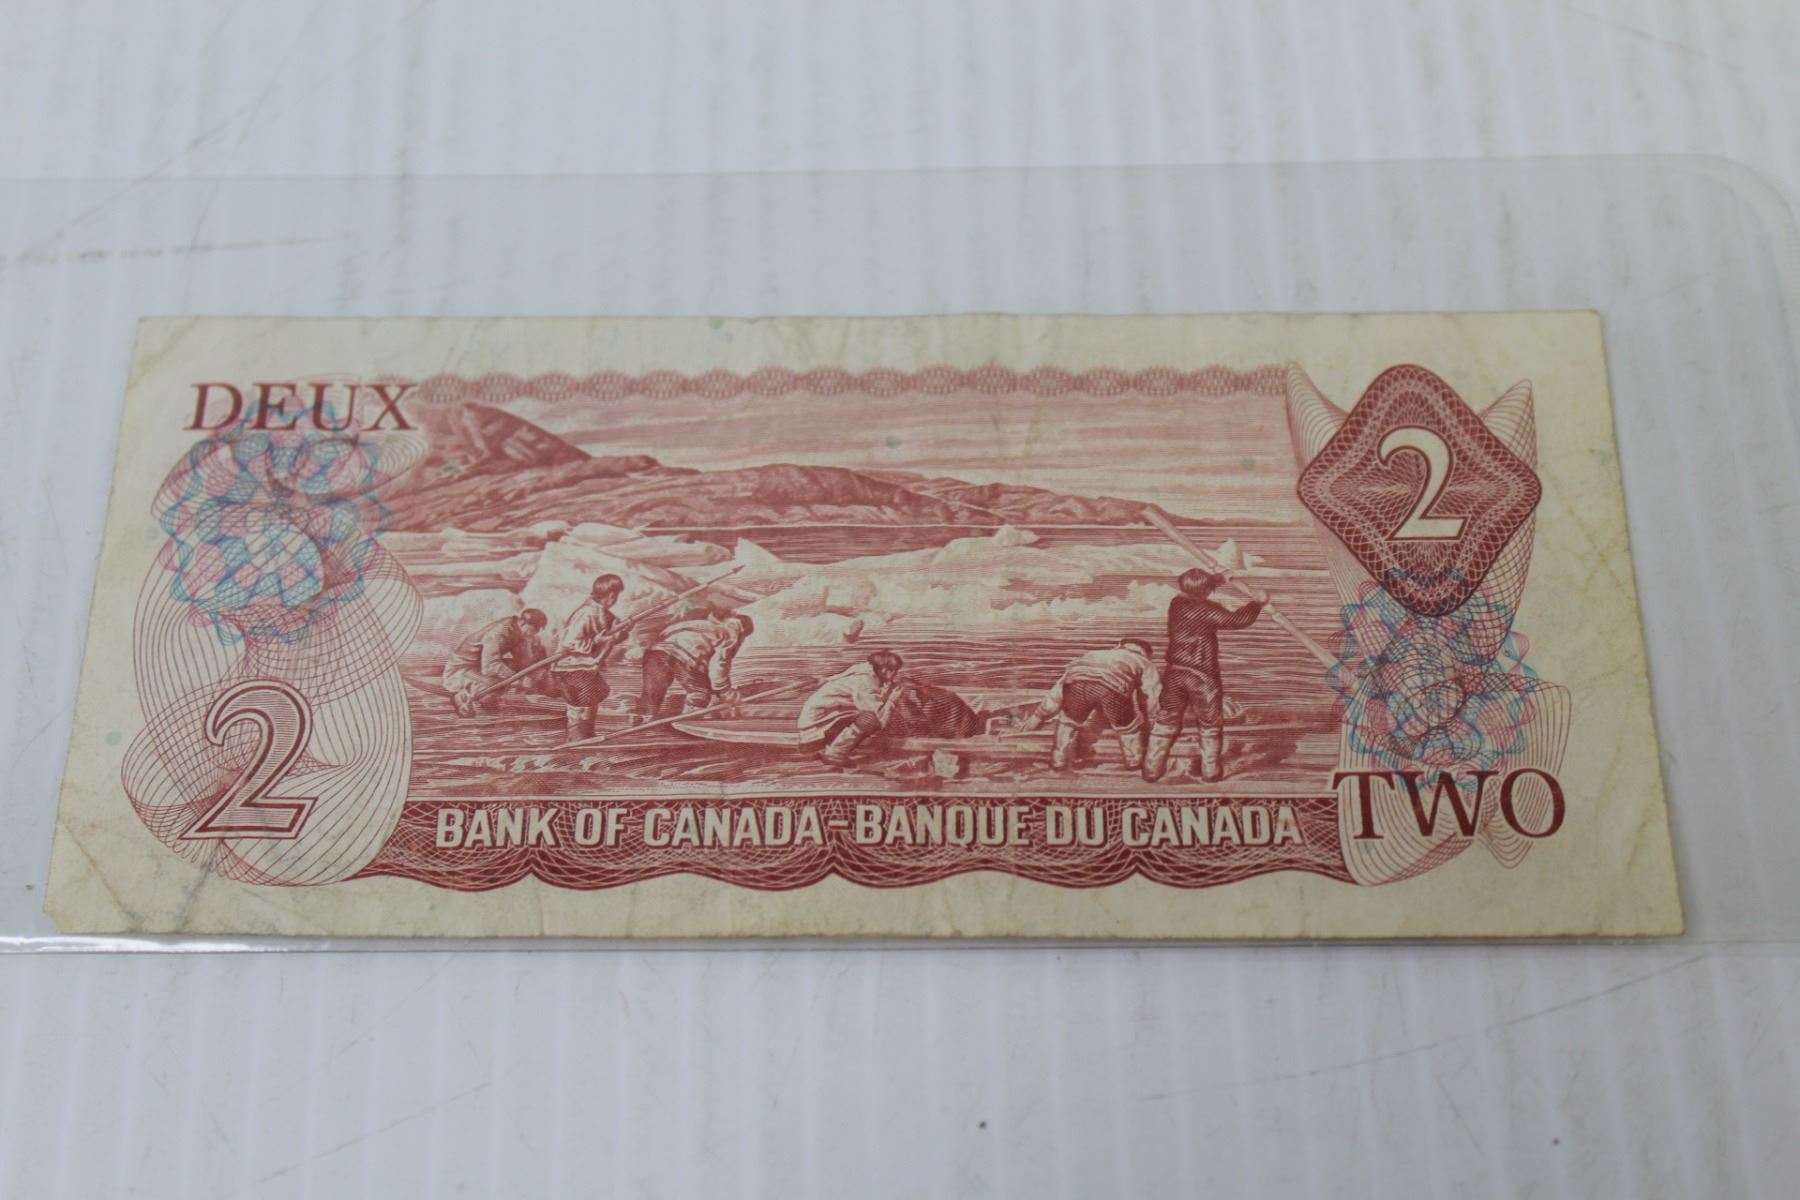 DEUX
2
2
BANK OF CANADA-BANQUE DU CANADA
TWO